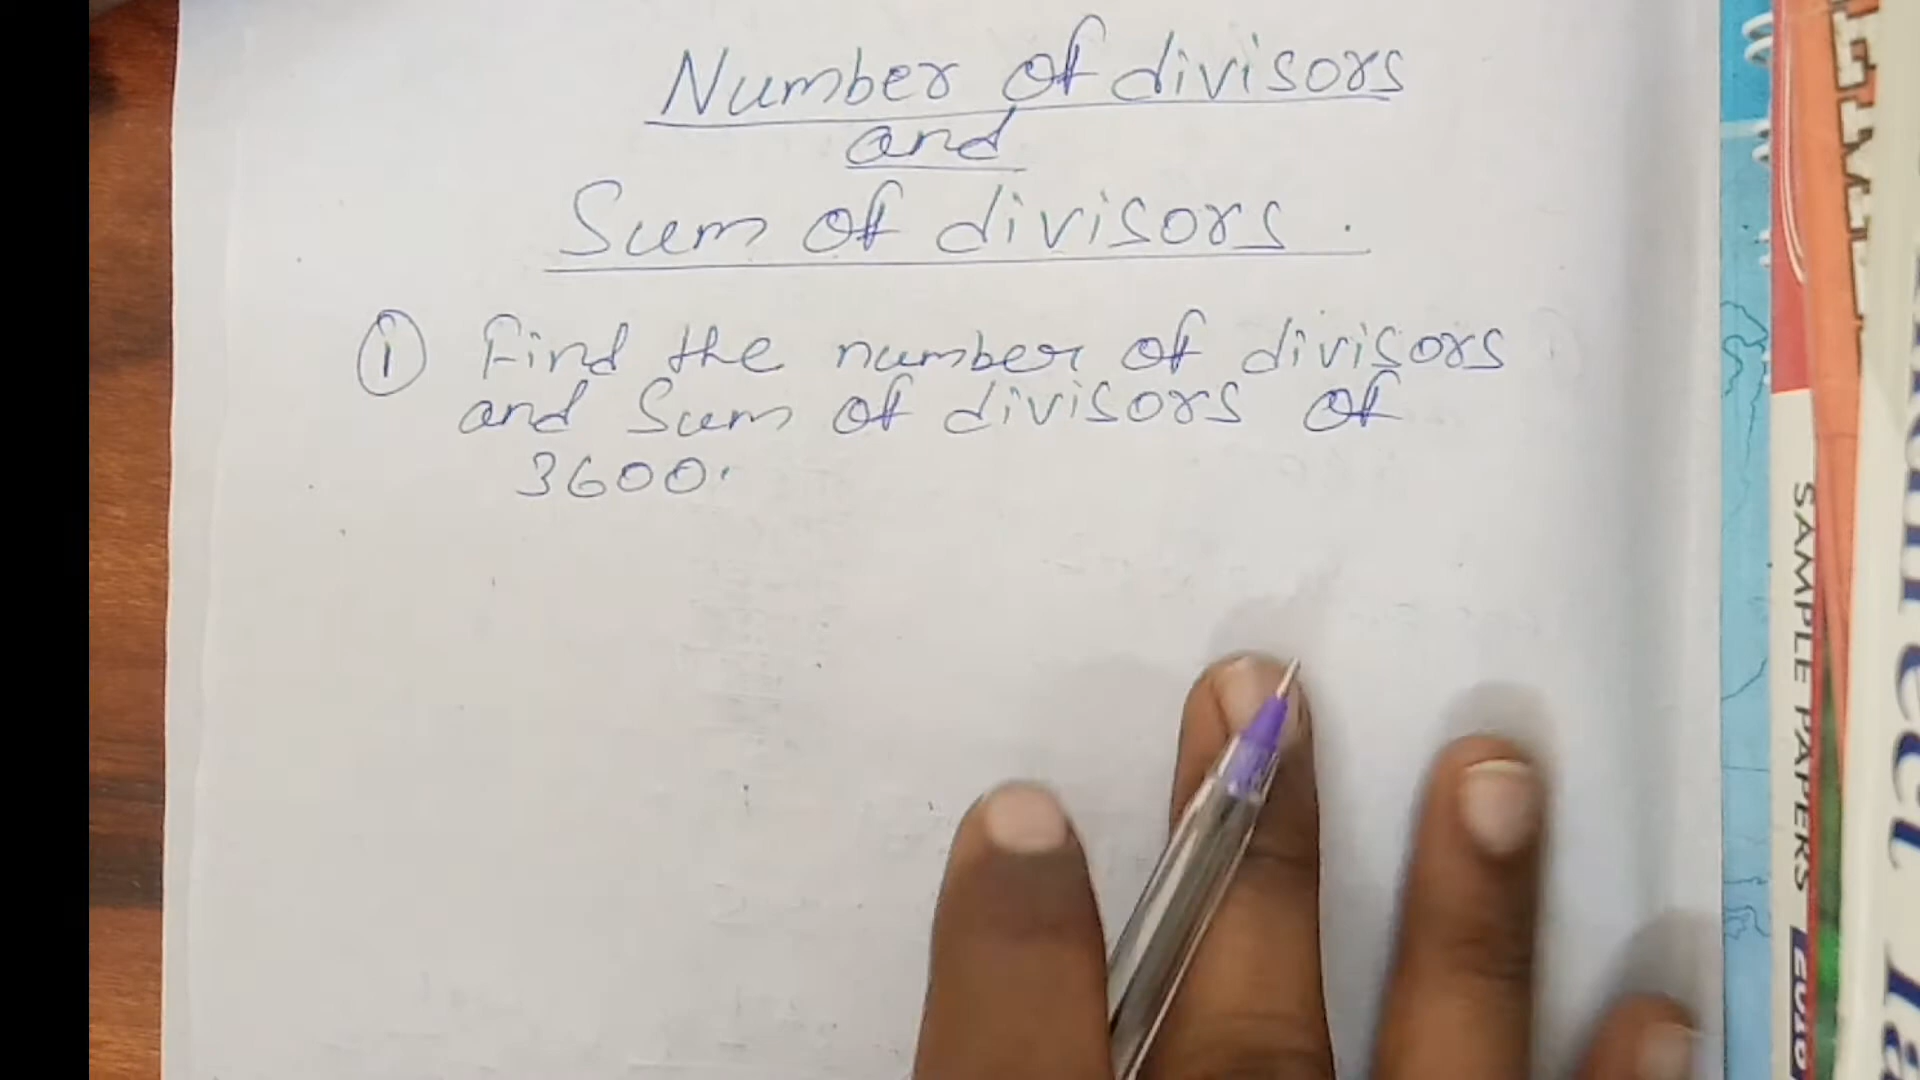 Number of divisors
and
Sum of divisors.
① Find the number of divisors
and Sum of divisors of
3600.
SAMPLE PAPERS